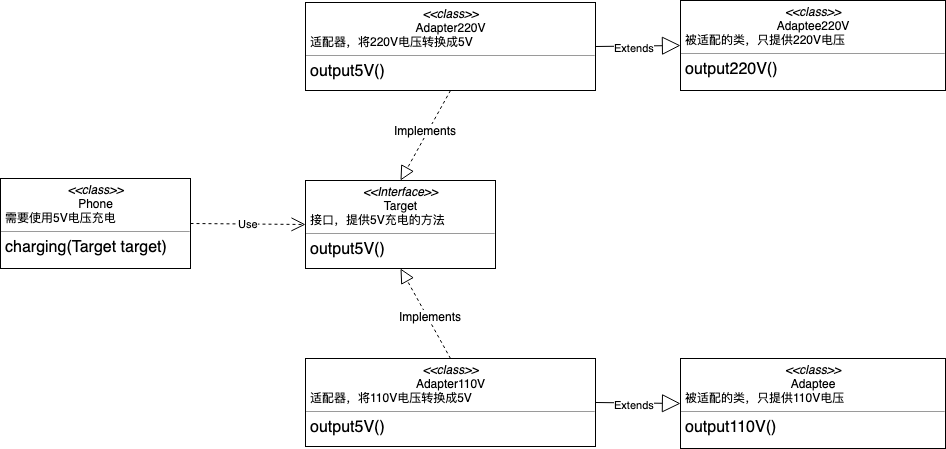 <<class>>
Adapter220V
适配器，将220V电压转换成5V
output5V()
Extends
<<class>>
Adaptee220V
被适配的类，只提供220V电压
output220V()
Implements
<<class>>
Phone
需要使用5V电压充电
charging(Target target)
Use
<<Interface>>
Target
接口，提供5V充电的方法
output5V()
Implements
<<class>>
Adapter110V
适配器，将110V电压转换成5V
output5V()
Extends
<<class>>
Adaptee
被适配的类，只提供110V电压
output110V()